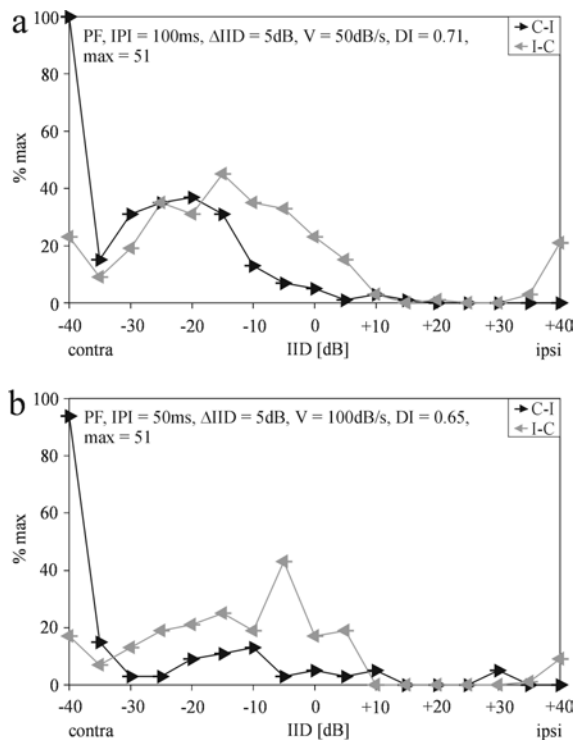 a
PF, IPI = 100ms, ΔIID = 5dB, V = 50dB/s, DI = 0.71,
max = 51
C-I
I-C
100
80
60
40
20
0
% max
-40 -30 -20 -10 0 +10 +20 +30 +40
contra IID [dB] ipsi
b
PF, IPI = 50ms, ΔIID = 5dB, V = 100dB/s, DI = 0.65,
max = 51
C-I
I-C
100
80
60
40
20
0
% max
-40 -30 -20 -10 0 +10 +20 +30 +40
contra IID [dB] ipsi